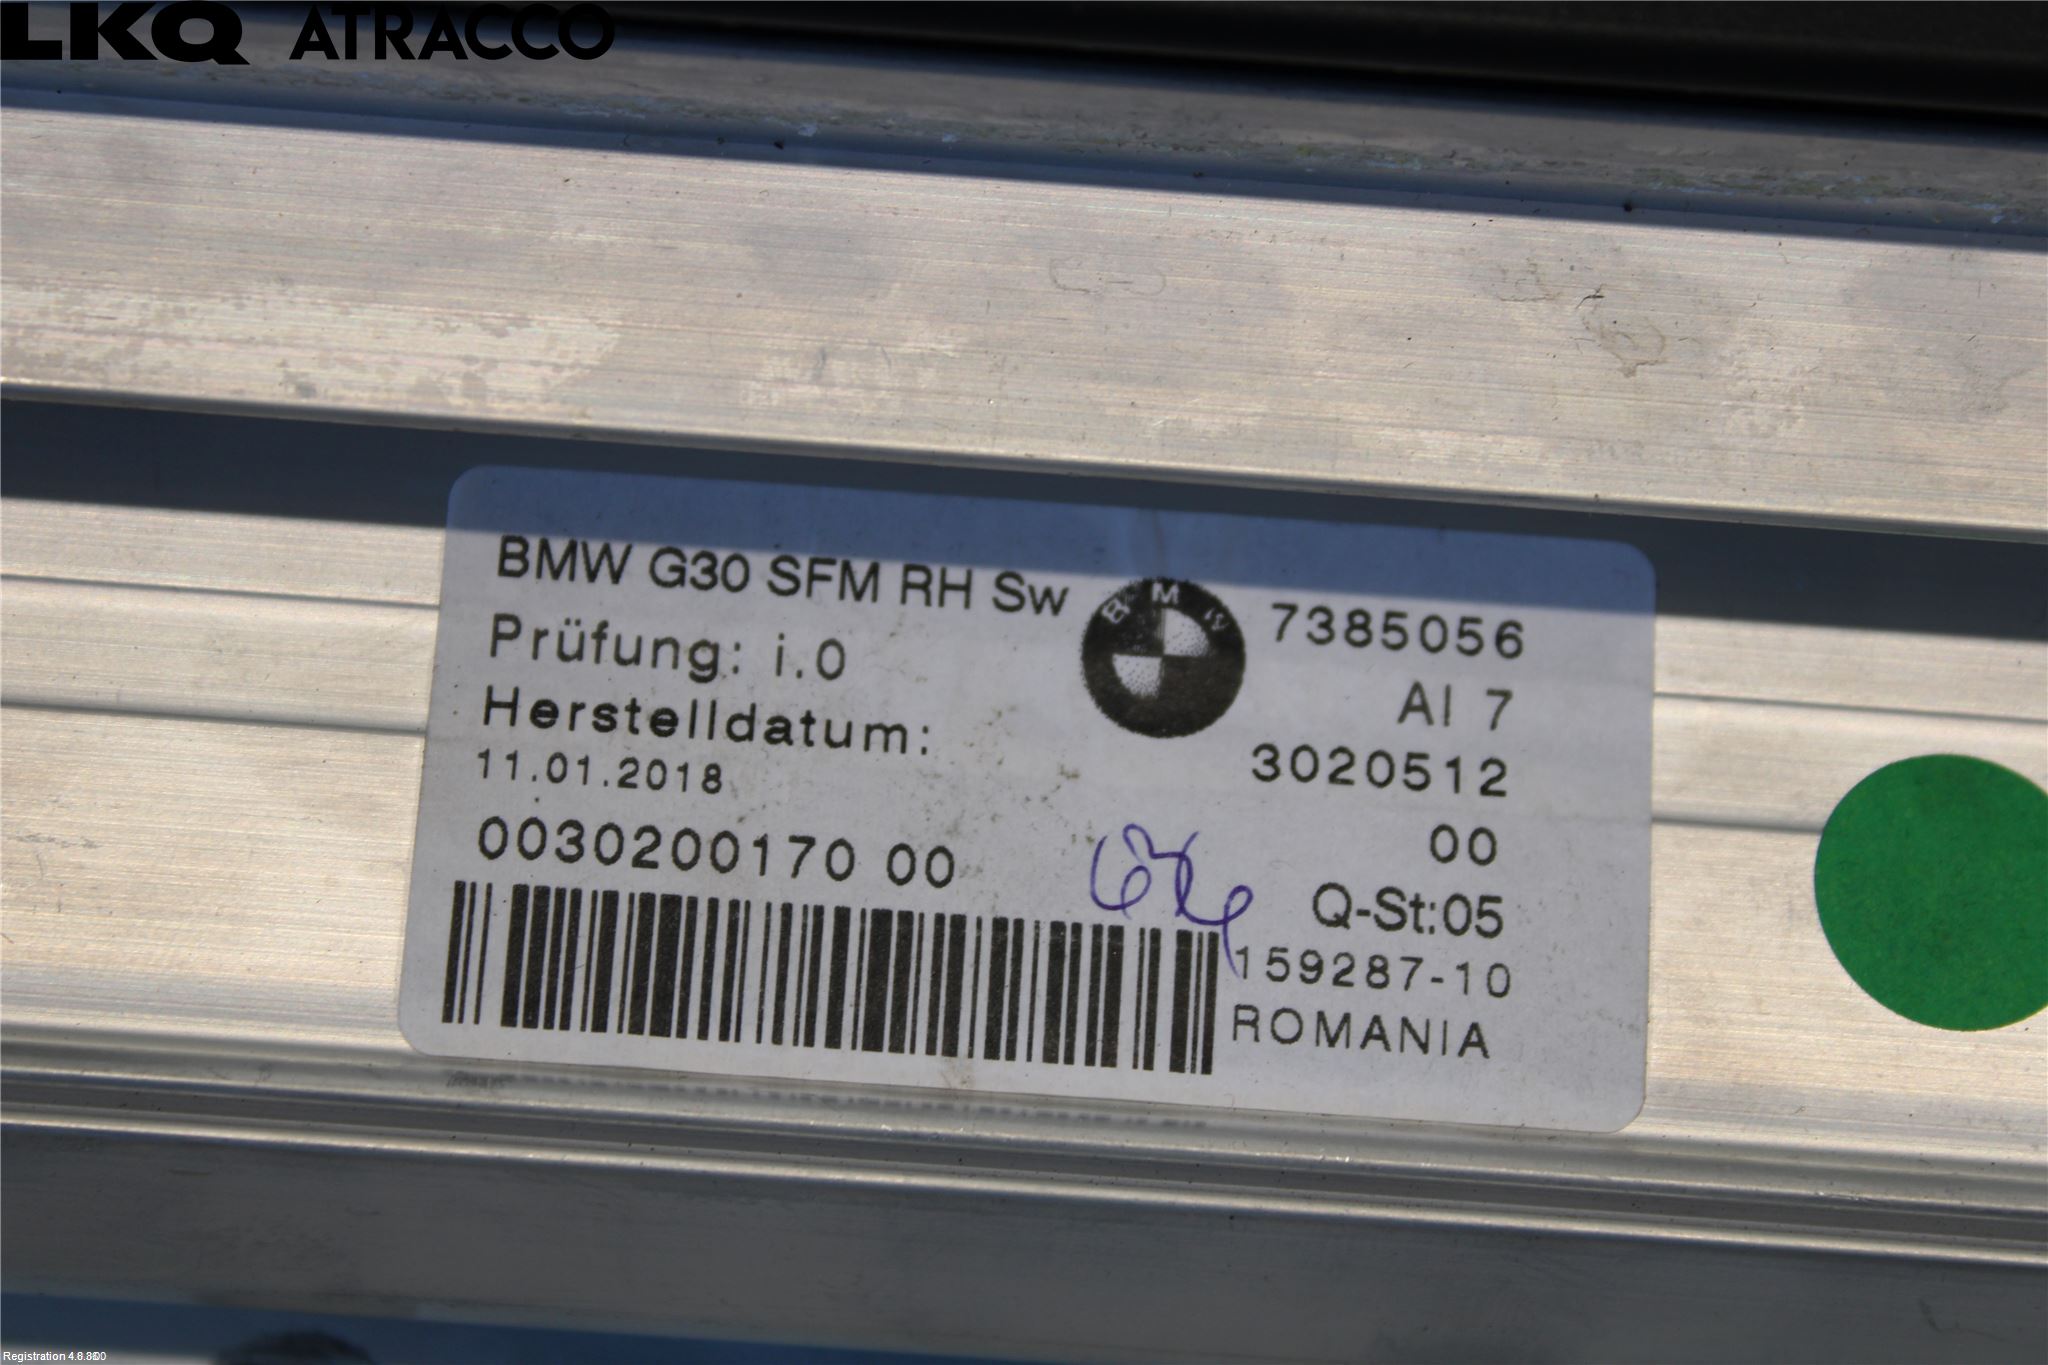 LKQ ATRACCO
BMW G30 SFM RH Sw
Prüfung: i.0
Herstelldatum:
11.01.2018
0030200170 00
B M W
7385056
AI 7
3020512
00
Q-St:05
159287-10
ROMANIA
Registration